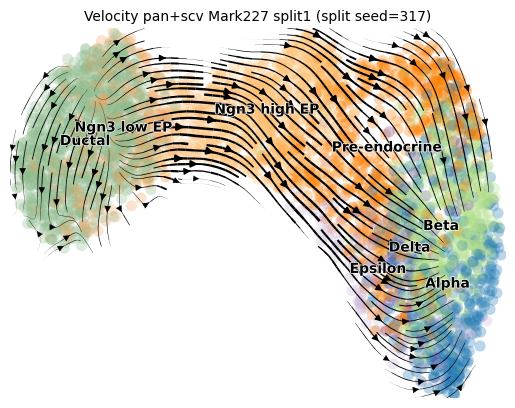 Velocity pan+scv Mark227 split1 (split seed=317)
Ngn3 high EP
Ngn3 low EP
Ductal
Pre-endocrine
Beta
Delta
Epsilon
Alpha